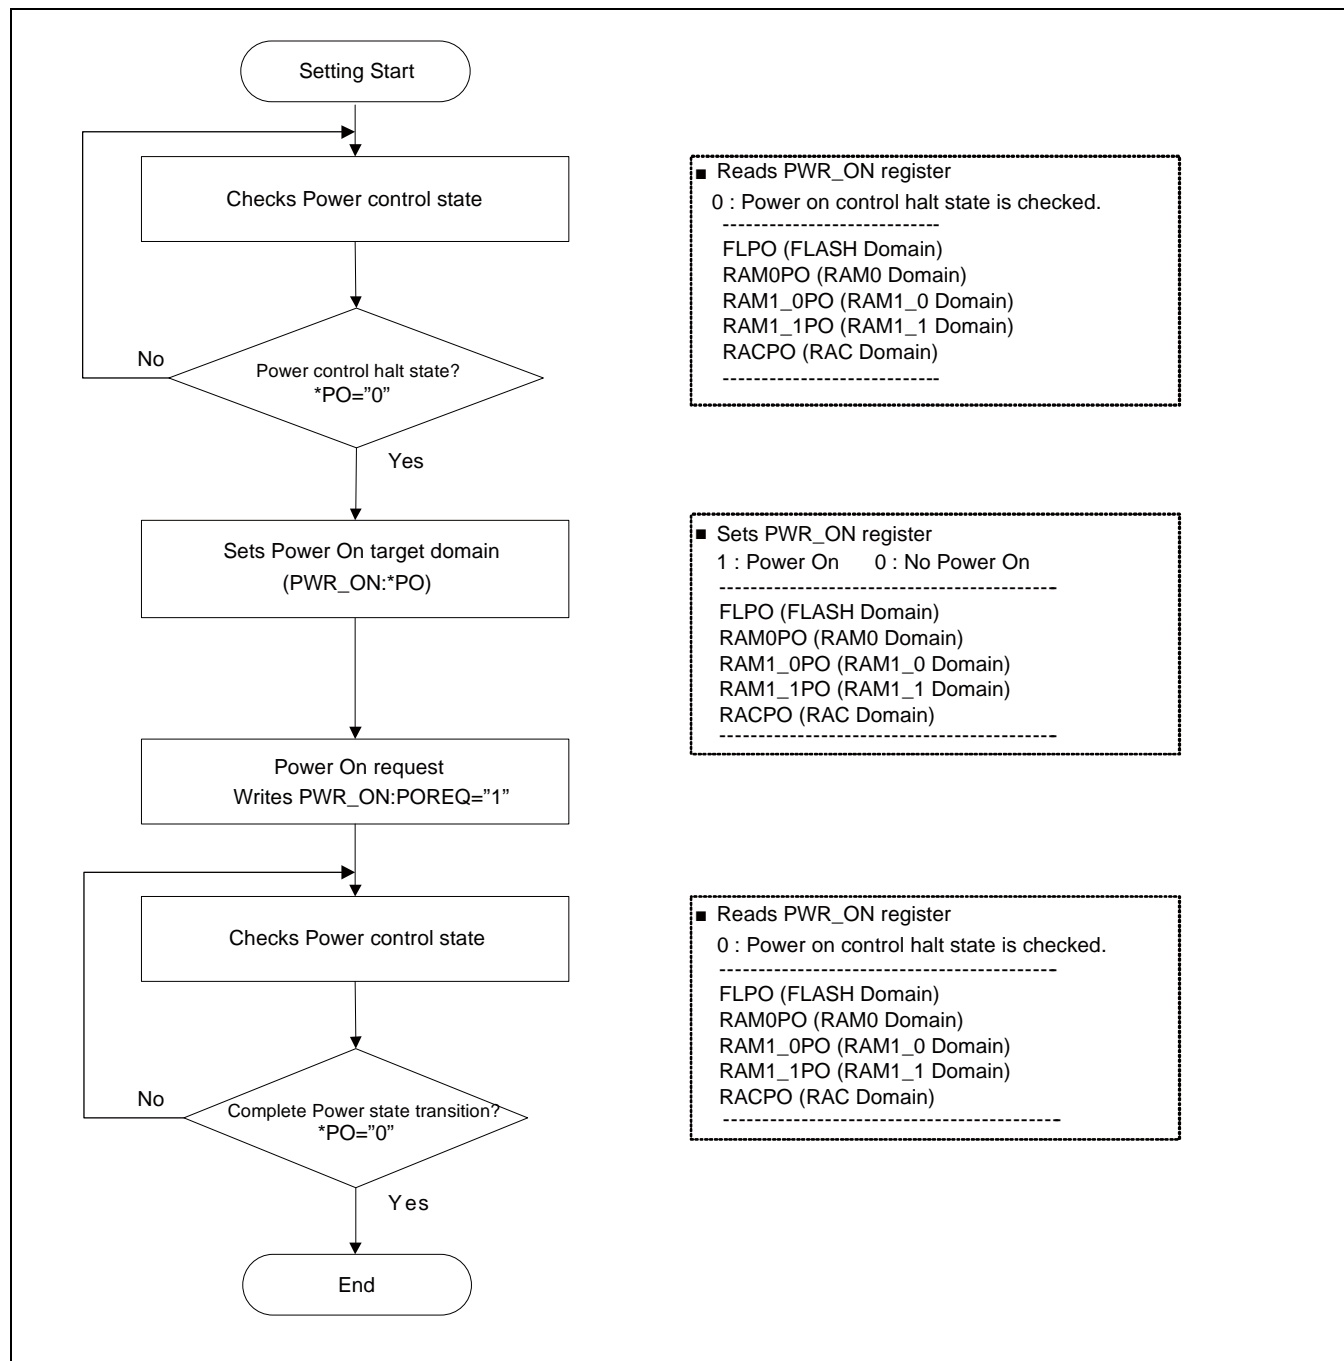 Setting Start
Checks Power control state
No
Power control halt state?
*PO=”0”
Yes
Sets Power On target domain
(PWR_ON:*PO)
Power On request
Writes PWR_ON:POREQ=”1”
Checks Power control state
No
Complete Power state transition?
*PO=”0”
Yes
End
■ Reads PWR_ON register
0 : Power on control halt state is checked.
----------------------------
FLPO (FLASH Domain)
RAM0PO (RAM0 Domain)
RAM1_0PO (RAM1_0 Domain)
RAM1_1PO (RAM1_1 Domain)
RACPO (RAC Domain)
----------------------------
■ Sets PWR_ON register
1 : Power On 0 : No Power On
--------------------------------------------
FLPO (FLASH Domain)
RAM0PO (RAM0 Domain)
RAM1_0PO (RAM1_0 Domain)
RAM1_1PO (RAM1_1 Domain)
RACPO (RAC Domain)
--------------------------------------------
■ Reads PWR_ON register
0 : Power on control halt state is checked.
--------------------------------------------
FLPO (FLASH Domain)
RAM0PO (RAM0 Domain)
RAM1_0PO (RAM1_0 Domain)
RAM1_1PO (RAM1_1 Domain)
RACPO (RAC Domain)
--------------------------------------------